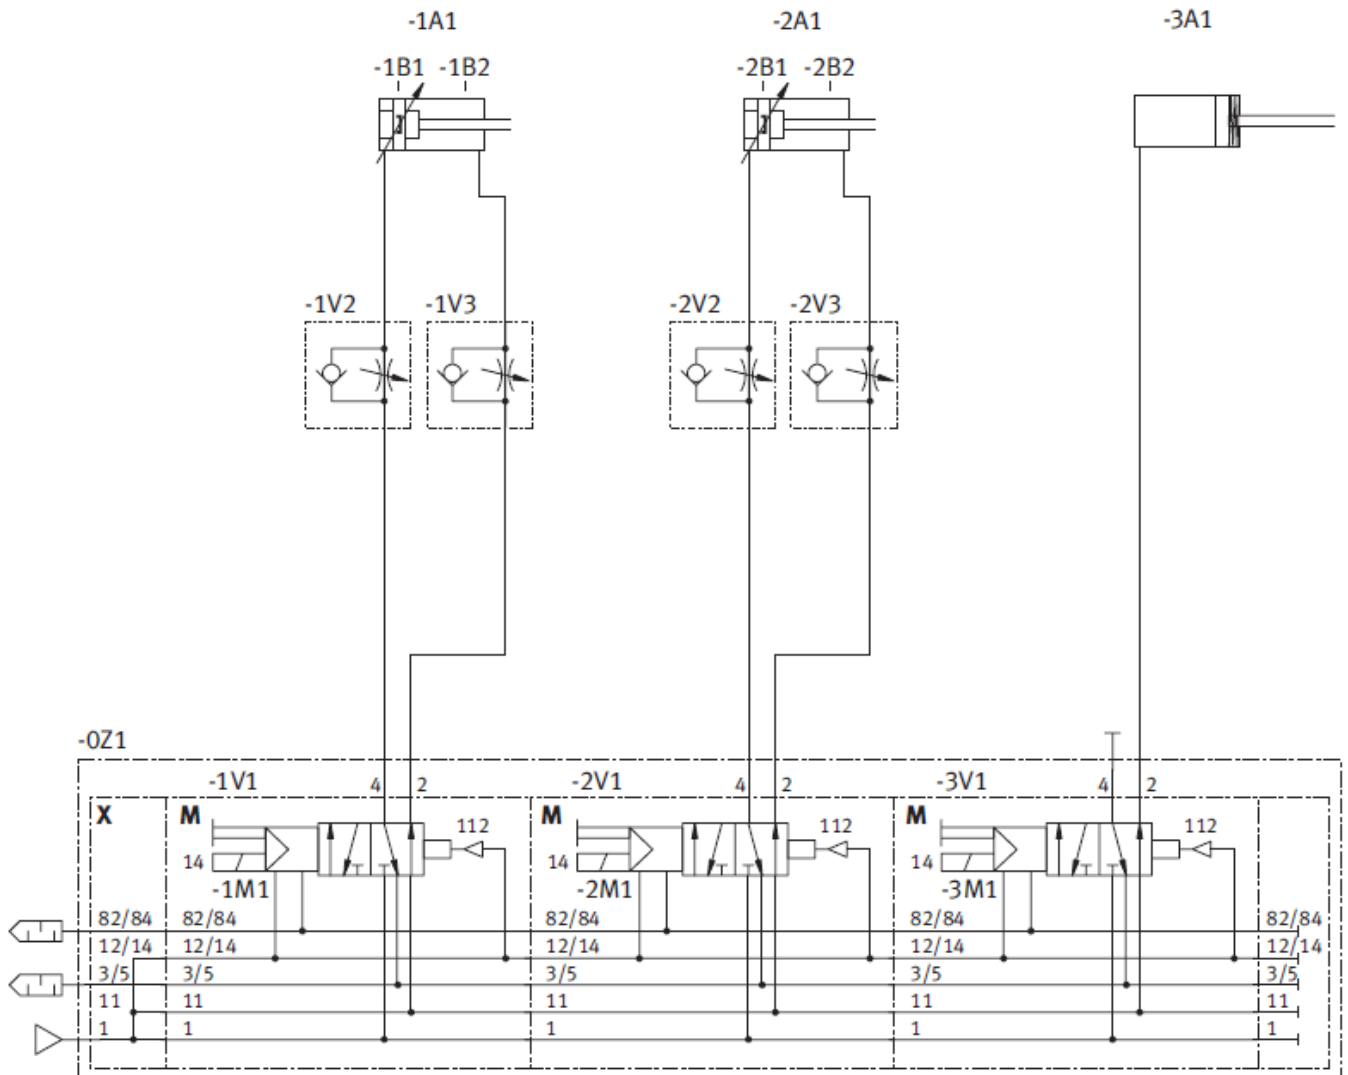 -1A1 -2A1 -3A1
-1B1 -1B2 -2B1 -2B2
-1V2 -1V3 -2V2 -2V3
-0Z1
-1V1 4 2 -2V1 4 2 -3V1 4 2
X M M M
112 112 112
14 14 14
-1M1 -2M1 -3M1
82/84 82/84 82/84 82/84 82/84
12/14 12/14 12/14 12/14 12/14
3/5 3/5 3/5 3/5 3/5
11 11 11 11 11
1 1 1 1 1